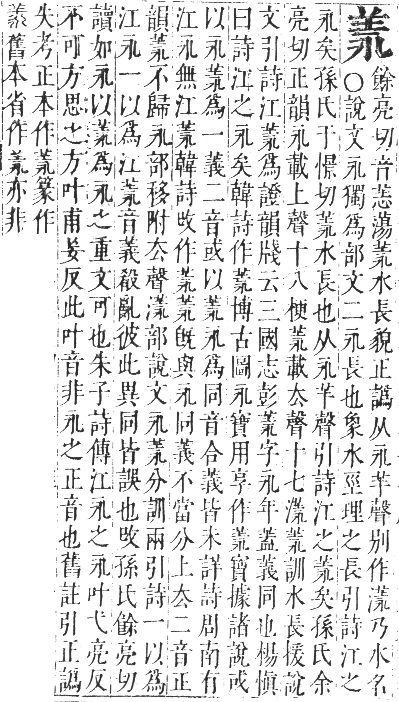 羕
餘亮切音恙蕩羕水長貌正譌从永𦍌聲別作瀁乃水名
〇說文永獨爲部文二永長也象水巠理之長引詩江之
永矣孫氏于憬切羕水長也从永𦍌聲引詩江之羕矣孫氏余
亮切正韻永載上聲十八梗羕載去聲十七漾羕訓水長援說
文引詩江羕爲證韻牋云三國志彭羕字永年蓋義同也楊愼
曰詩江之永矣韓詩作羕博古圖永寶用亨作羕寶據諸說或
以永羕爲一義二音或以羕永爲同音合義皆未詳詩周南有
江永無江羕韓詩改作羕羕旣與永同義不當分上去二音正
韻羕不歸永部移附去聲漾部說文永羕分訓兩引詩一以爲
江永一以爲江羕音義殽亂彼此異同皆誤也改孫氏餘亮切
讀如永以羕爲永之重文可也朱子詩傳江永之永叶弋亮反
不可方思之方叶甫妄反此叶音非永之正音也舊註引正譌
失考正本作羕篆作
羕舊本省作羕亦非